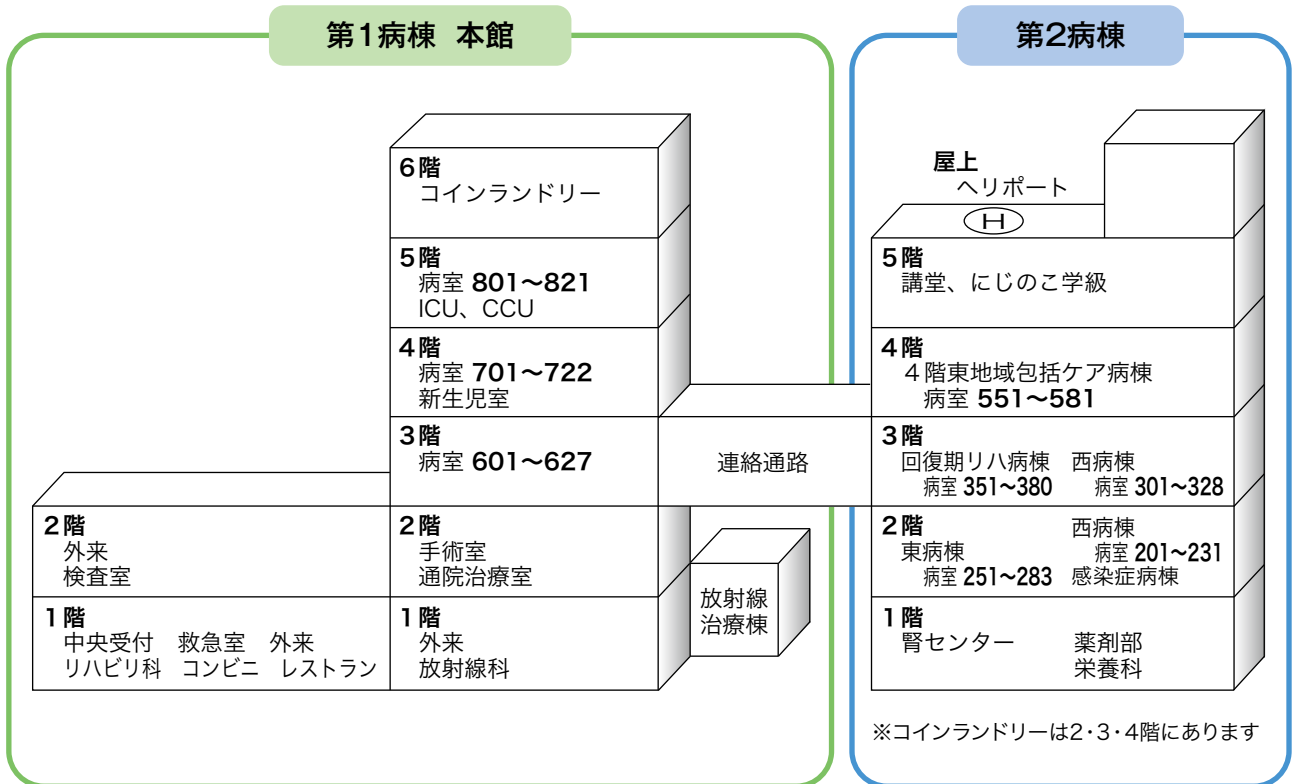 第1病棟 本館
6階
コインランドリー
5階
病室 801〜821
ICU、CCU
4階
病室 701〜722
新生児室
3階
病室 601〜627
連絡通路
2階
外来
検査室
2階
手術室
通院治療室
1階
中央受付 救急室 外来
リハビリ科 コンビニ レストラン
1階
外来
放射線科
放射線
治療棟
第2病棟
屋上
ヘリポート
H
5階
講堂、にじのこ学級
4階
4階東地域包括ケア病棟
病室 551〜581
3階
回復期リハ病棟 西病棟
病室 351〜380 病室 301〜328
2階
東病棟
病室 251〜283
西病棟
病室 201〜231
感染症病棟
1階
腎センター 薬剤部
栄養科
※コインランドリーは2・3・4階にあります